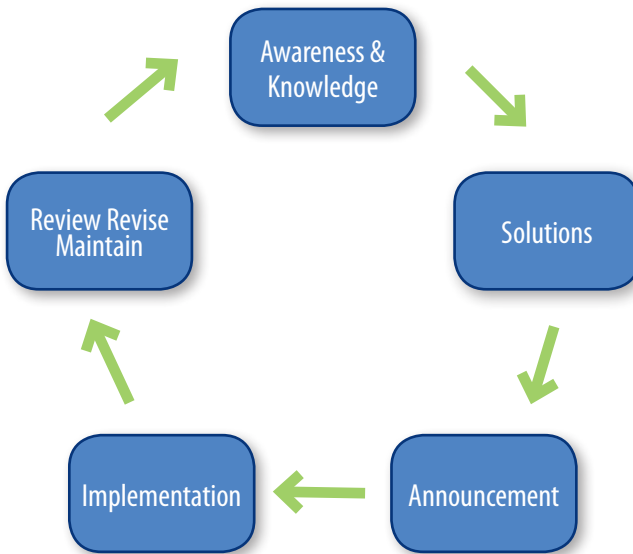 Awareness &
Knowledge
Solutions
Announcement
Implementation
Review Revise
Maintain